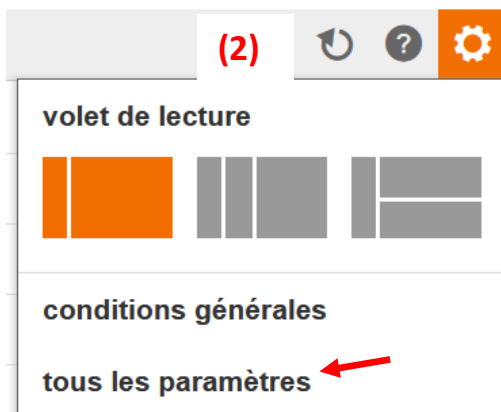 (2)
?
volet de lecture
conditions générales
tous les paramètres